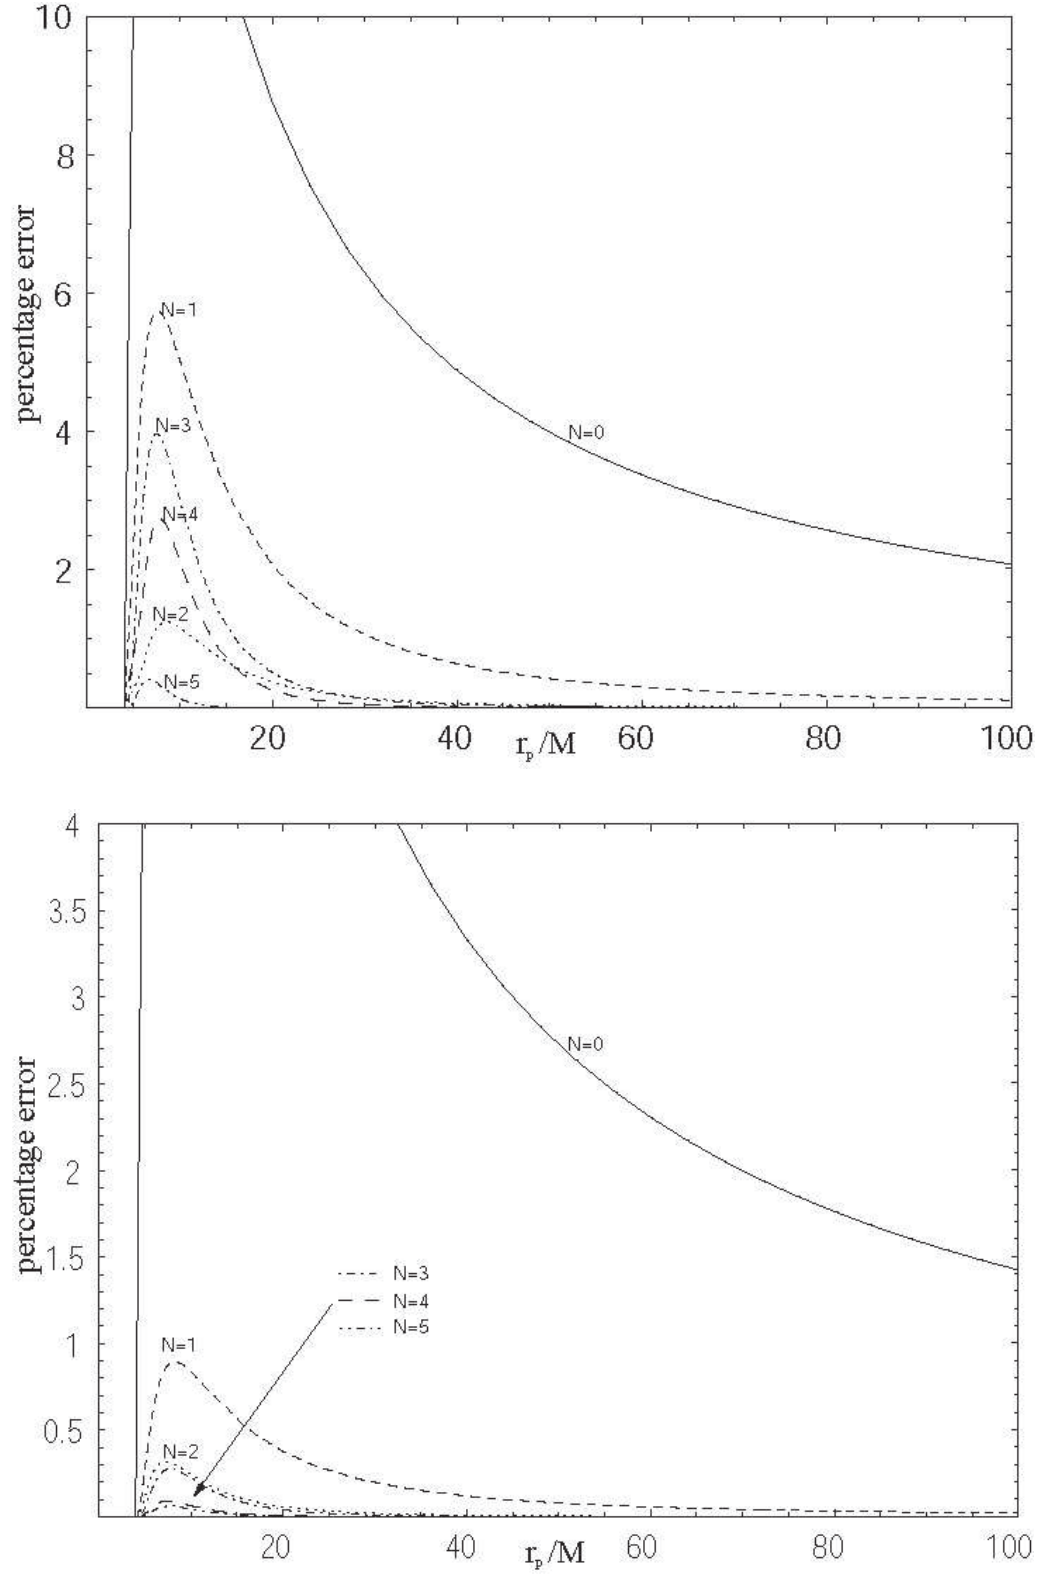 10
8
6
4
2
percentage error
N=1
N=3
N=4
N=2
N=5
N=0
20 40 60 80 100
r_p/M
4
3.5
3
2.5
2
1.5
1
0.5
percentage error
N=0
N=3
N=4
N=5
N=1
N=2
20 40 60 80 100
r_p/M